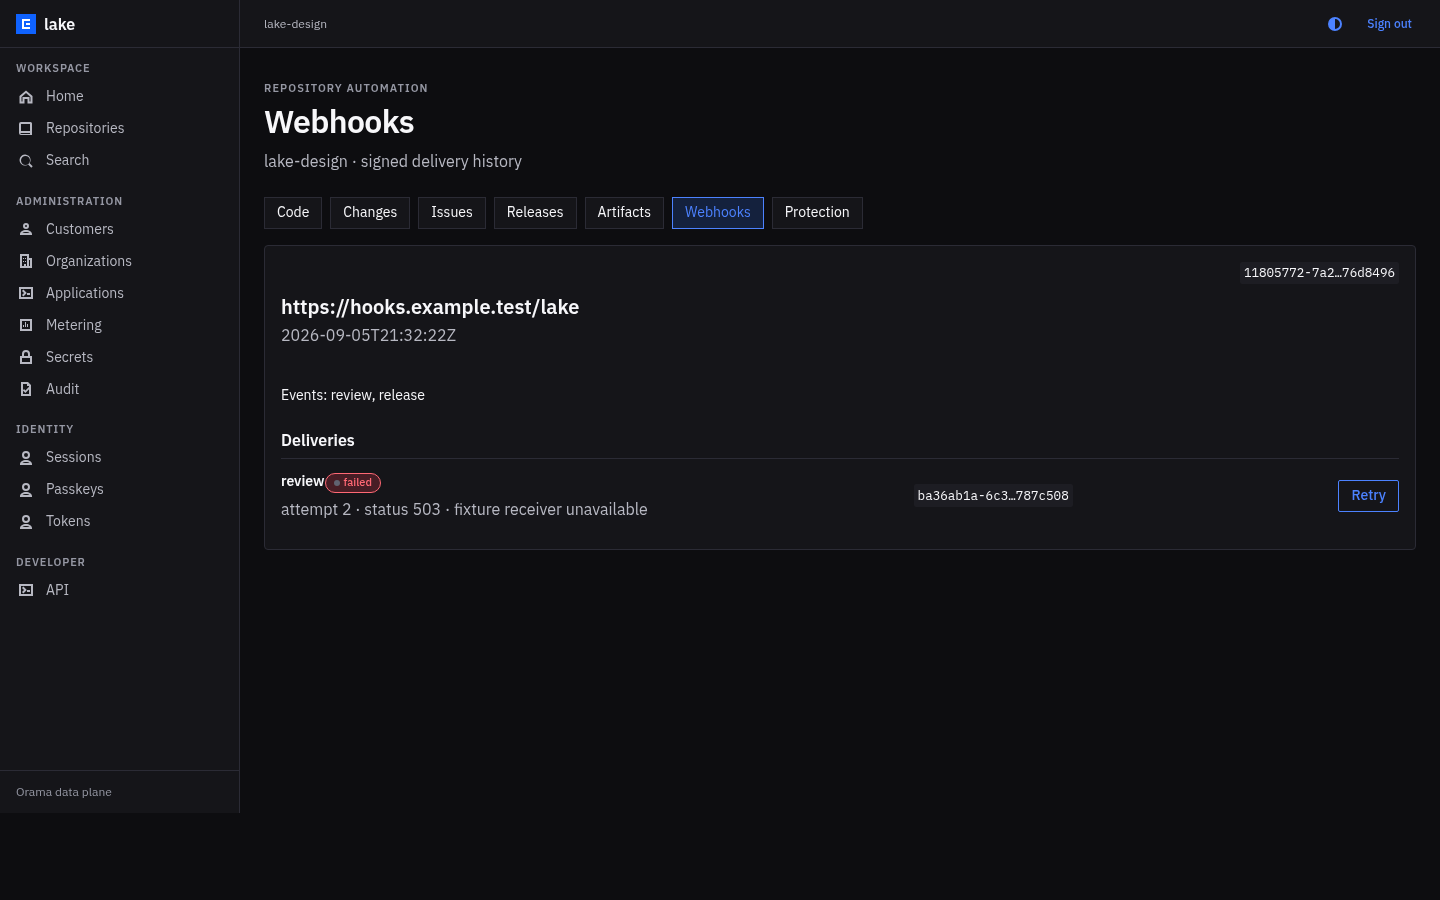 lake
lake-design
Sign out
WORKSPACE
Home
Repositories
Search
ADMINISTRATION
Customers
Organizations
Applications
Metering
Secrets
Audit
IDENTITY
Sessions
Passkeys
Tokens
DEVELOPER
API
Orama data plane
REPOSITORY AUTOMATION
Webhooks
lake-design · signed delivery history
Code Changes Issues Releases Artifacts Webhooks Protection
11805772-7a2…76d8496
https://hooks.example.test/lake
2026-09-05T21:32:22Z
Events: review, release
Deliveries
review failed
attempt 2 · status 503 · fixture receiver unavailable
ba36ab1a-6c3…787c508
Retry